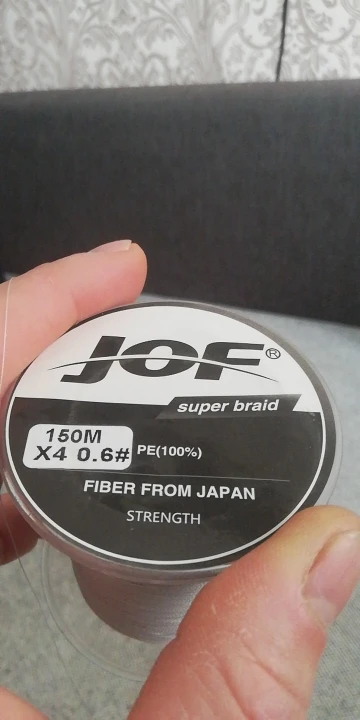 JOF®
super braid
150M
X4 0.6# PE(100%)
FIBER FROM JAPAN
STRENGTH